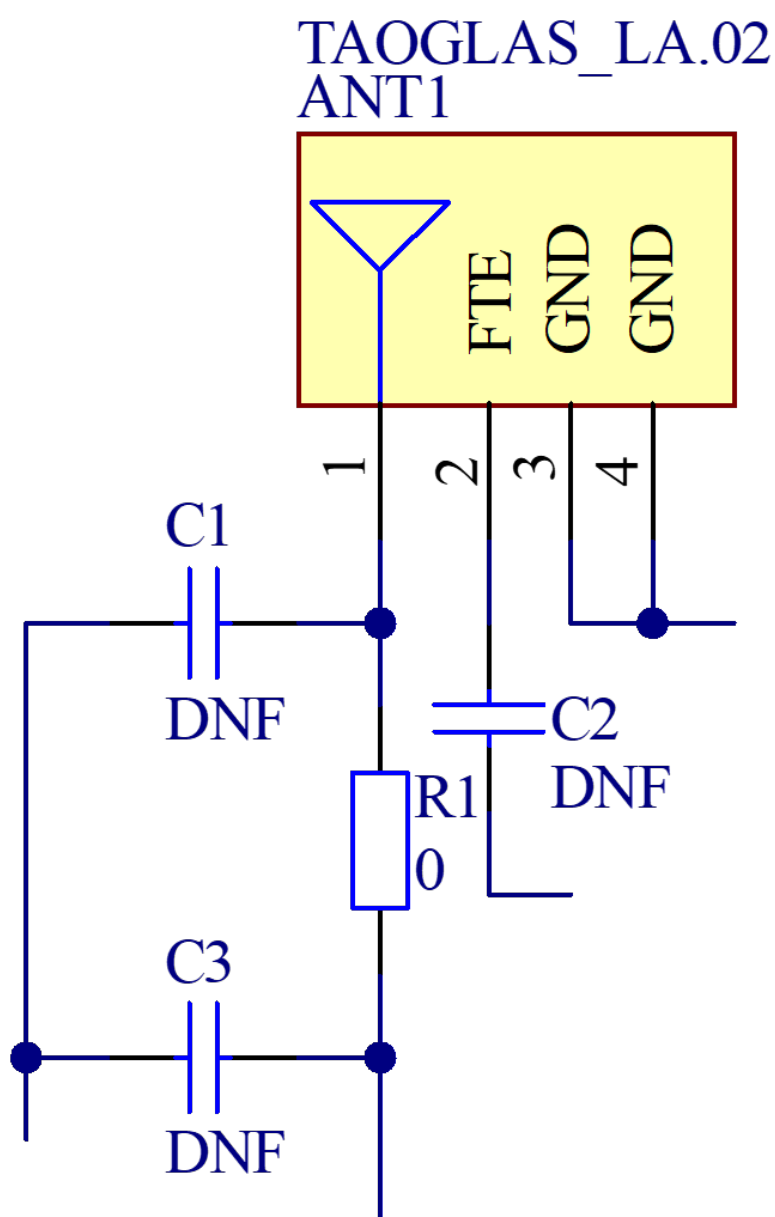 TAOGLAS_LA.02
ANT1
FTE
GND
GND
1
2
3
4
C1
DNF
C2
DNF
R1
0
C3
DNF